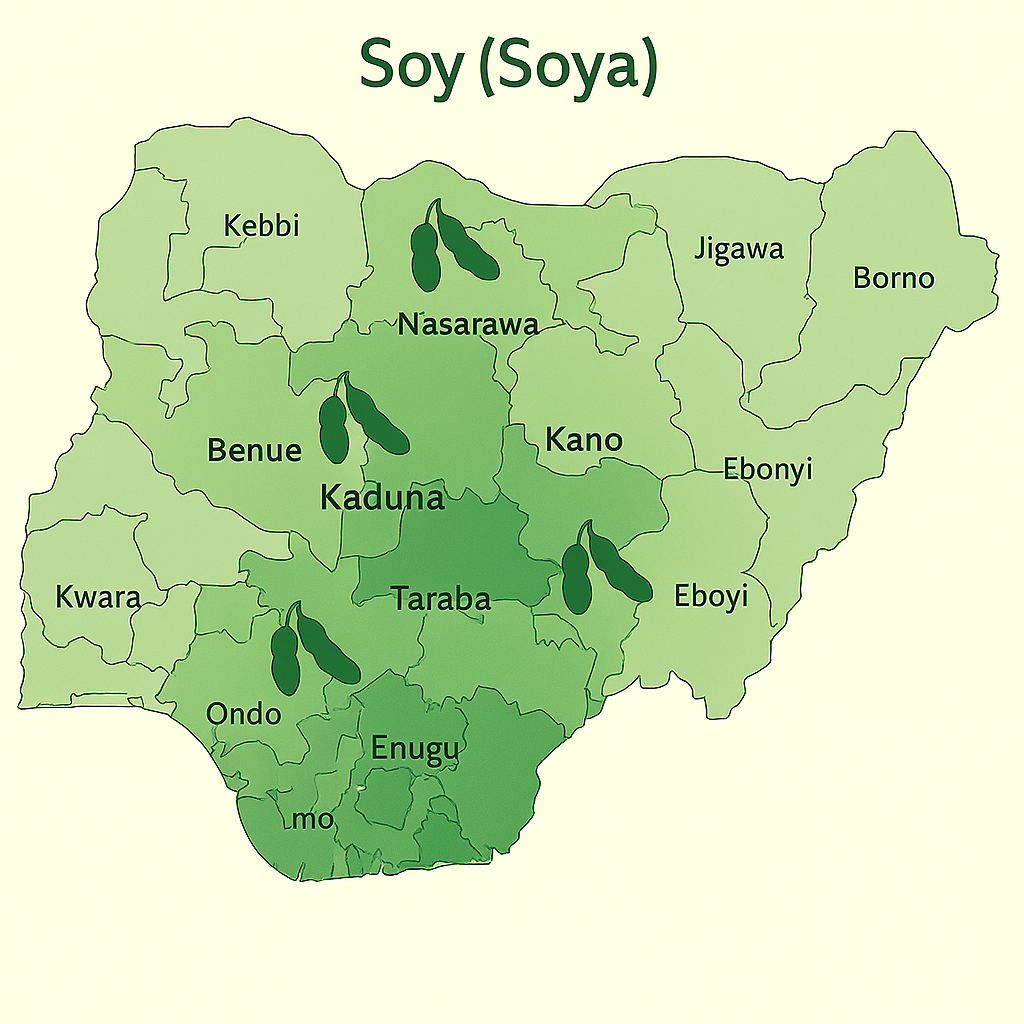 Soy (Soya)
Kebbi
Jigawa
Borno
Nasarawa
Kano
Benue
Ebonyi
Kaduna
Taraba
Eboyi
Kwara
Ondo
Enugu
mo